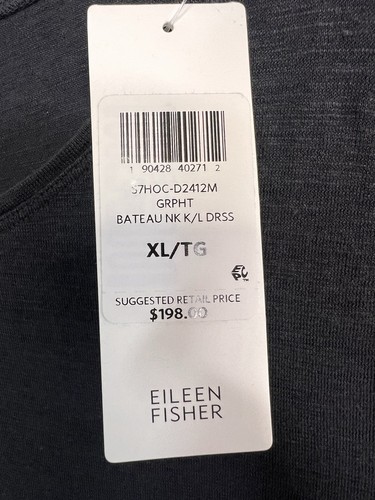 1 90428 40271 2
S7HOC-D2412M
GRPHT
BATEAU NK K/L DRSS
XL/TG
SUGGESTED RETAIL PRICE
$198.00
EILEEN
FISHER